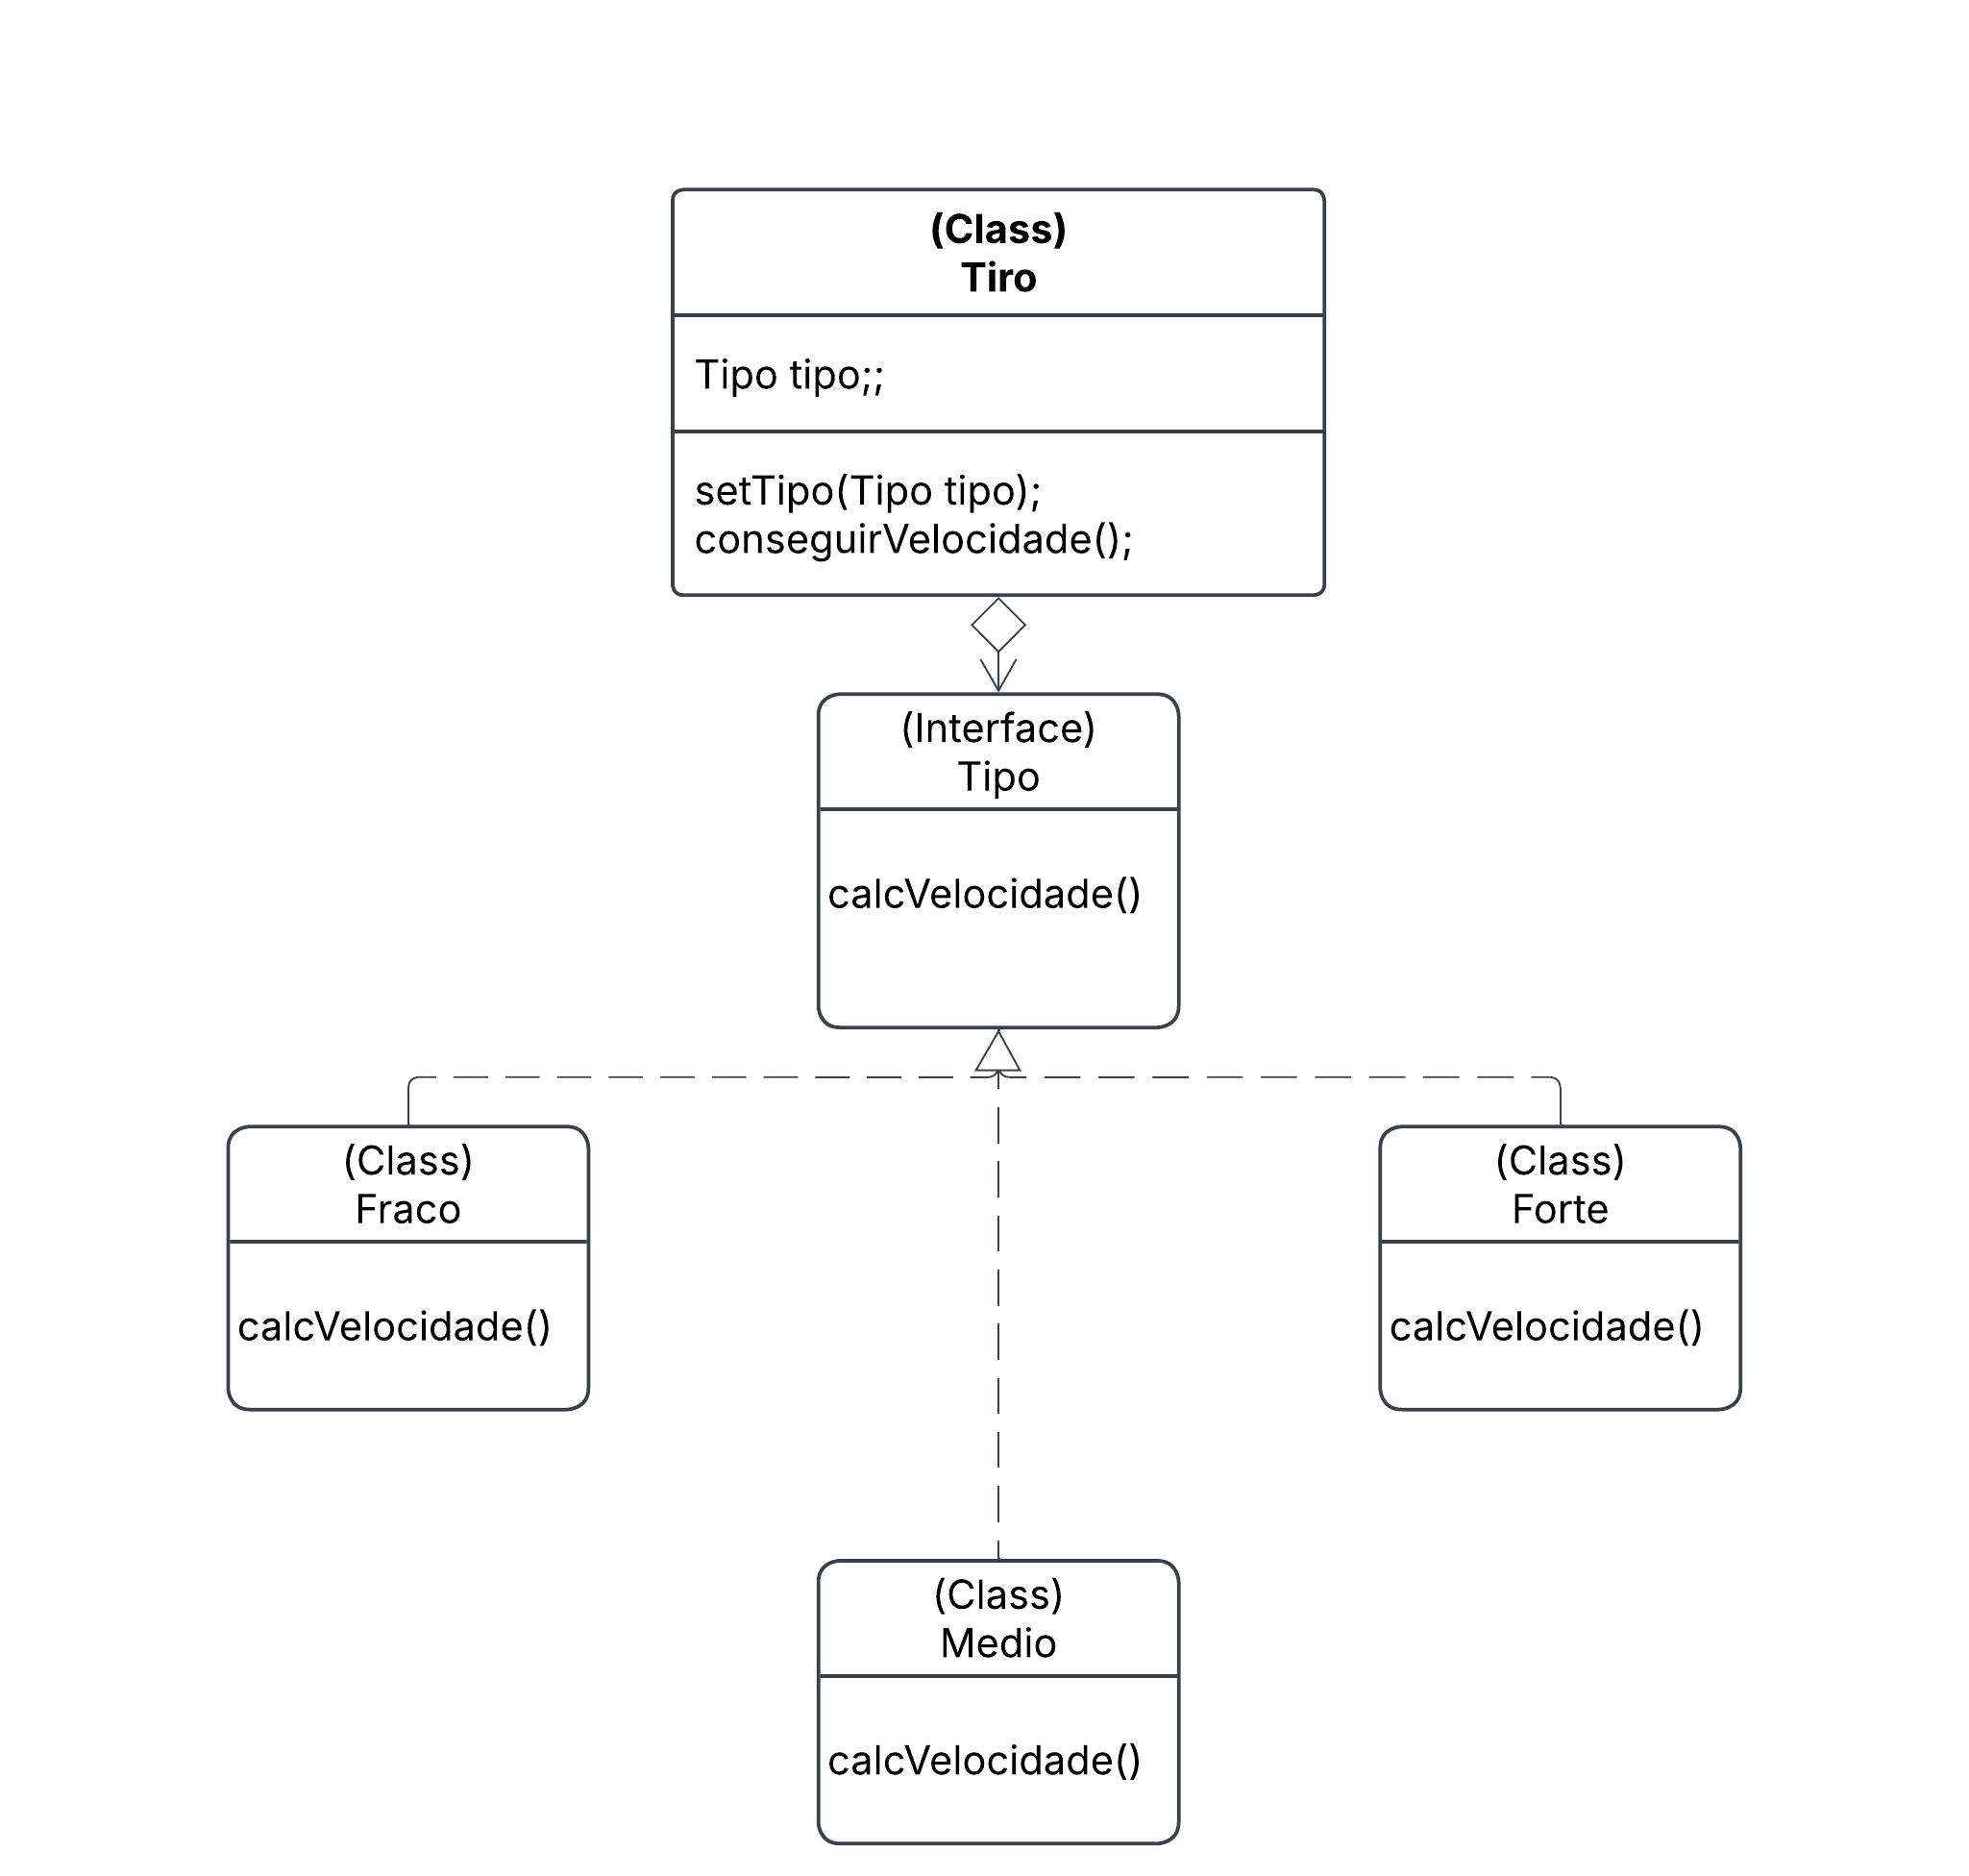 (Class)
Tiro
Tipo tipo;;
setTipo(Tipo tipo);
conseguirVelocidade();
(Interface)
Tipo
calcVelocidade()
(Class)
Fraco
calcVelocidade()
(Class)
Forte
calcVelocidade()
(Class)
Medio
calcVelocidade()